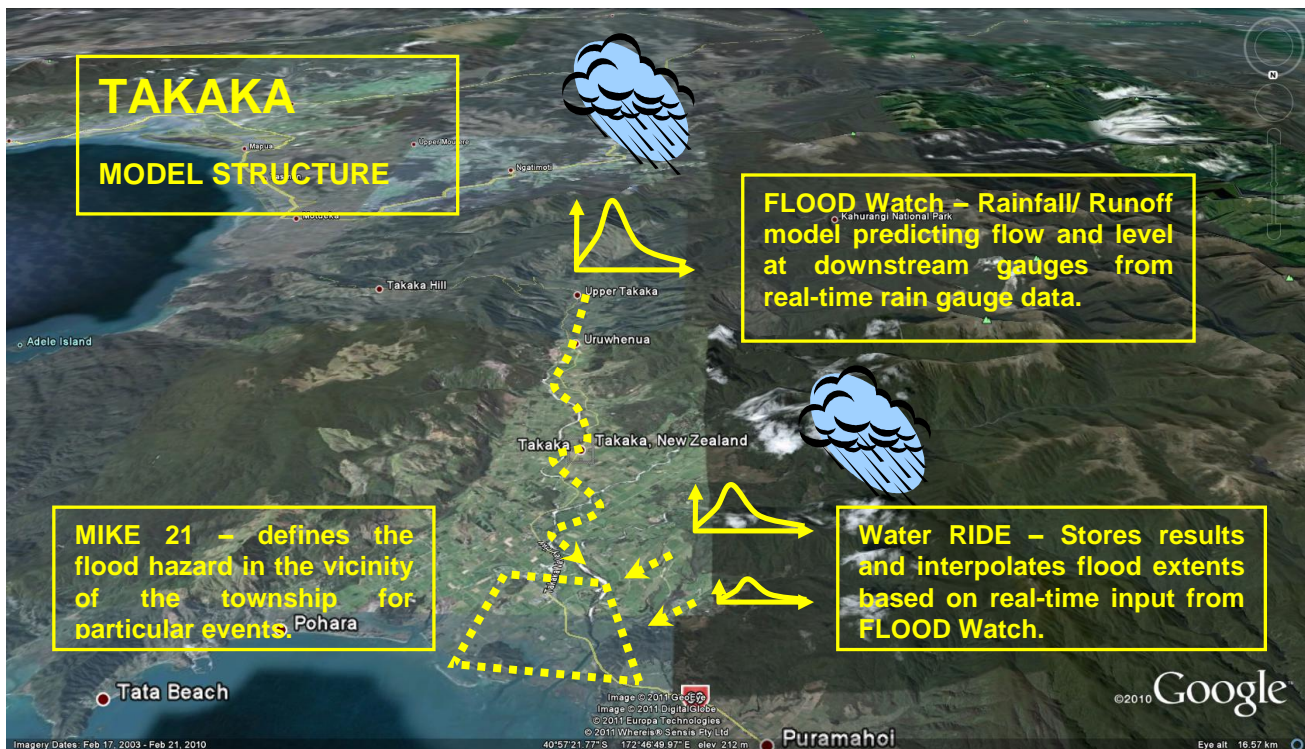 TAKAKA
MODEL STRUCTURE
Mapua
Upper Moutere
Ngatimoti
Motueka
FLOOD Watch – Rainfall/ Runoff
model predicting flow and level
at downstream gauges from
real-time rain gauge data.
Kahurangi National Park
Takaka Hill
Upper Takaka
Adele Island
Uruwhenua
Takaka
Takaka, New Zealand
MIKE 21 – defines the
flood hazard in the vicinity
of the township for
particular events.
Pohara
Water RIDE – Stores results
and interpolates flood extents
based on real-time input from
FLOOD Watch.
Tata Beach
Puramahoi
N
Image © 2011 GeoEye
Image © 2011 DigitalGlobe
© 2011 Europa Technologies
© 2011 Whereis® Sensis Pty Ltd
©2010 Google
Imagery Dates: Feb 17, 2003 - Feb 21, 2010
40°57'21.77" S 172°46'49.97" E elev 212 m
Eye alt 16.57 km